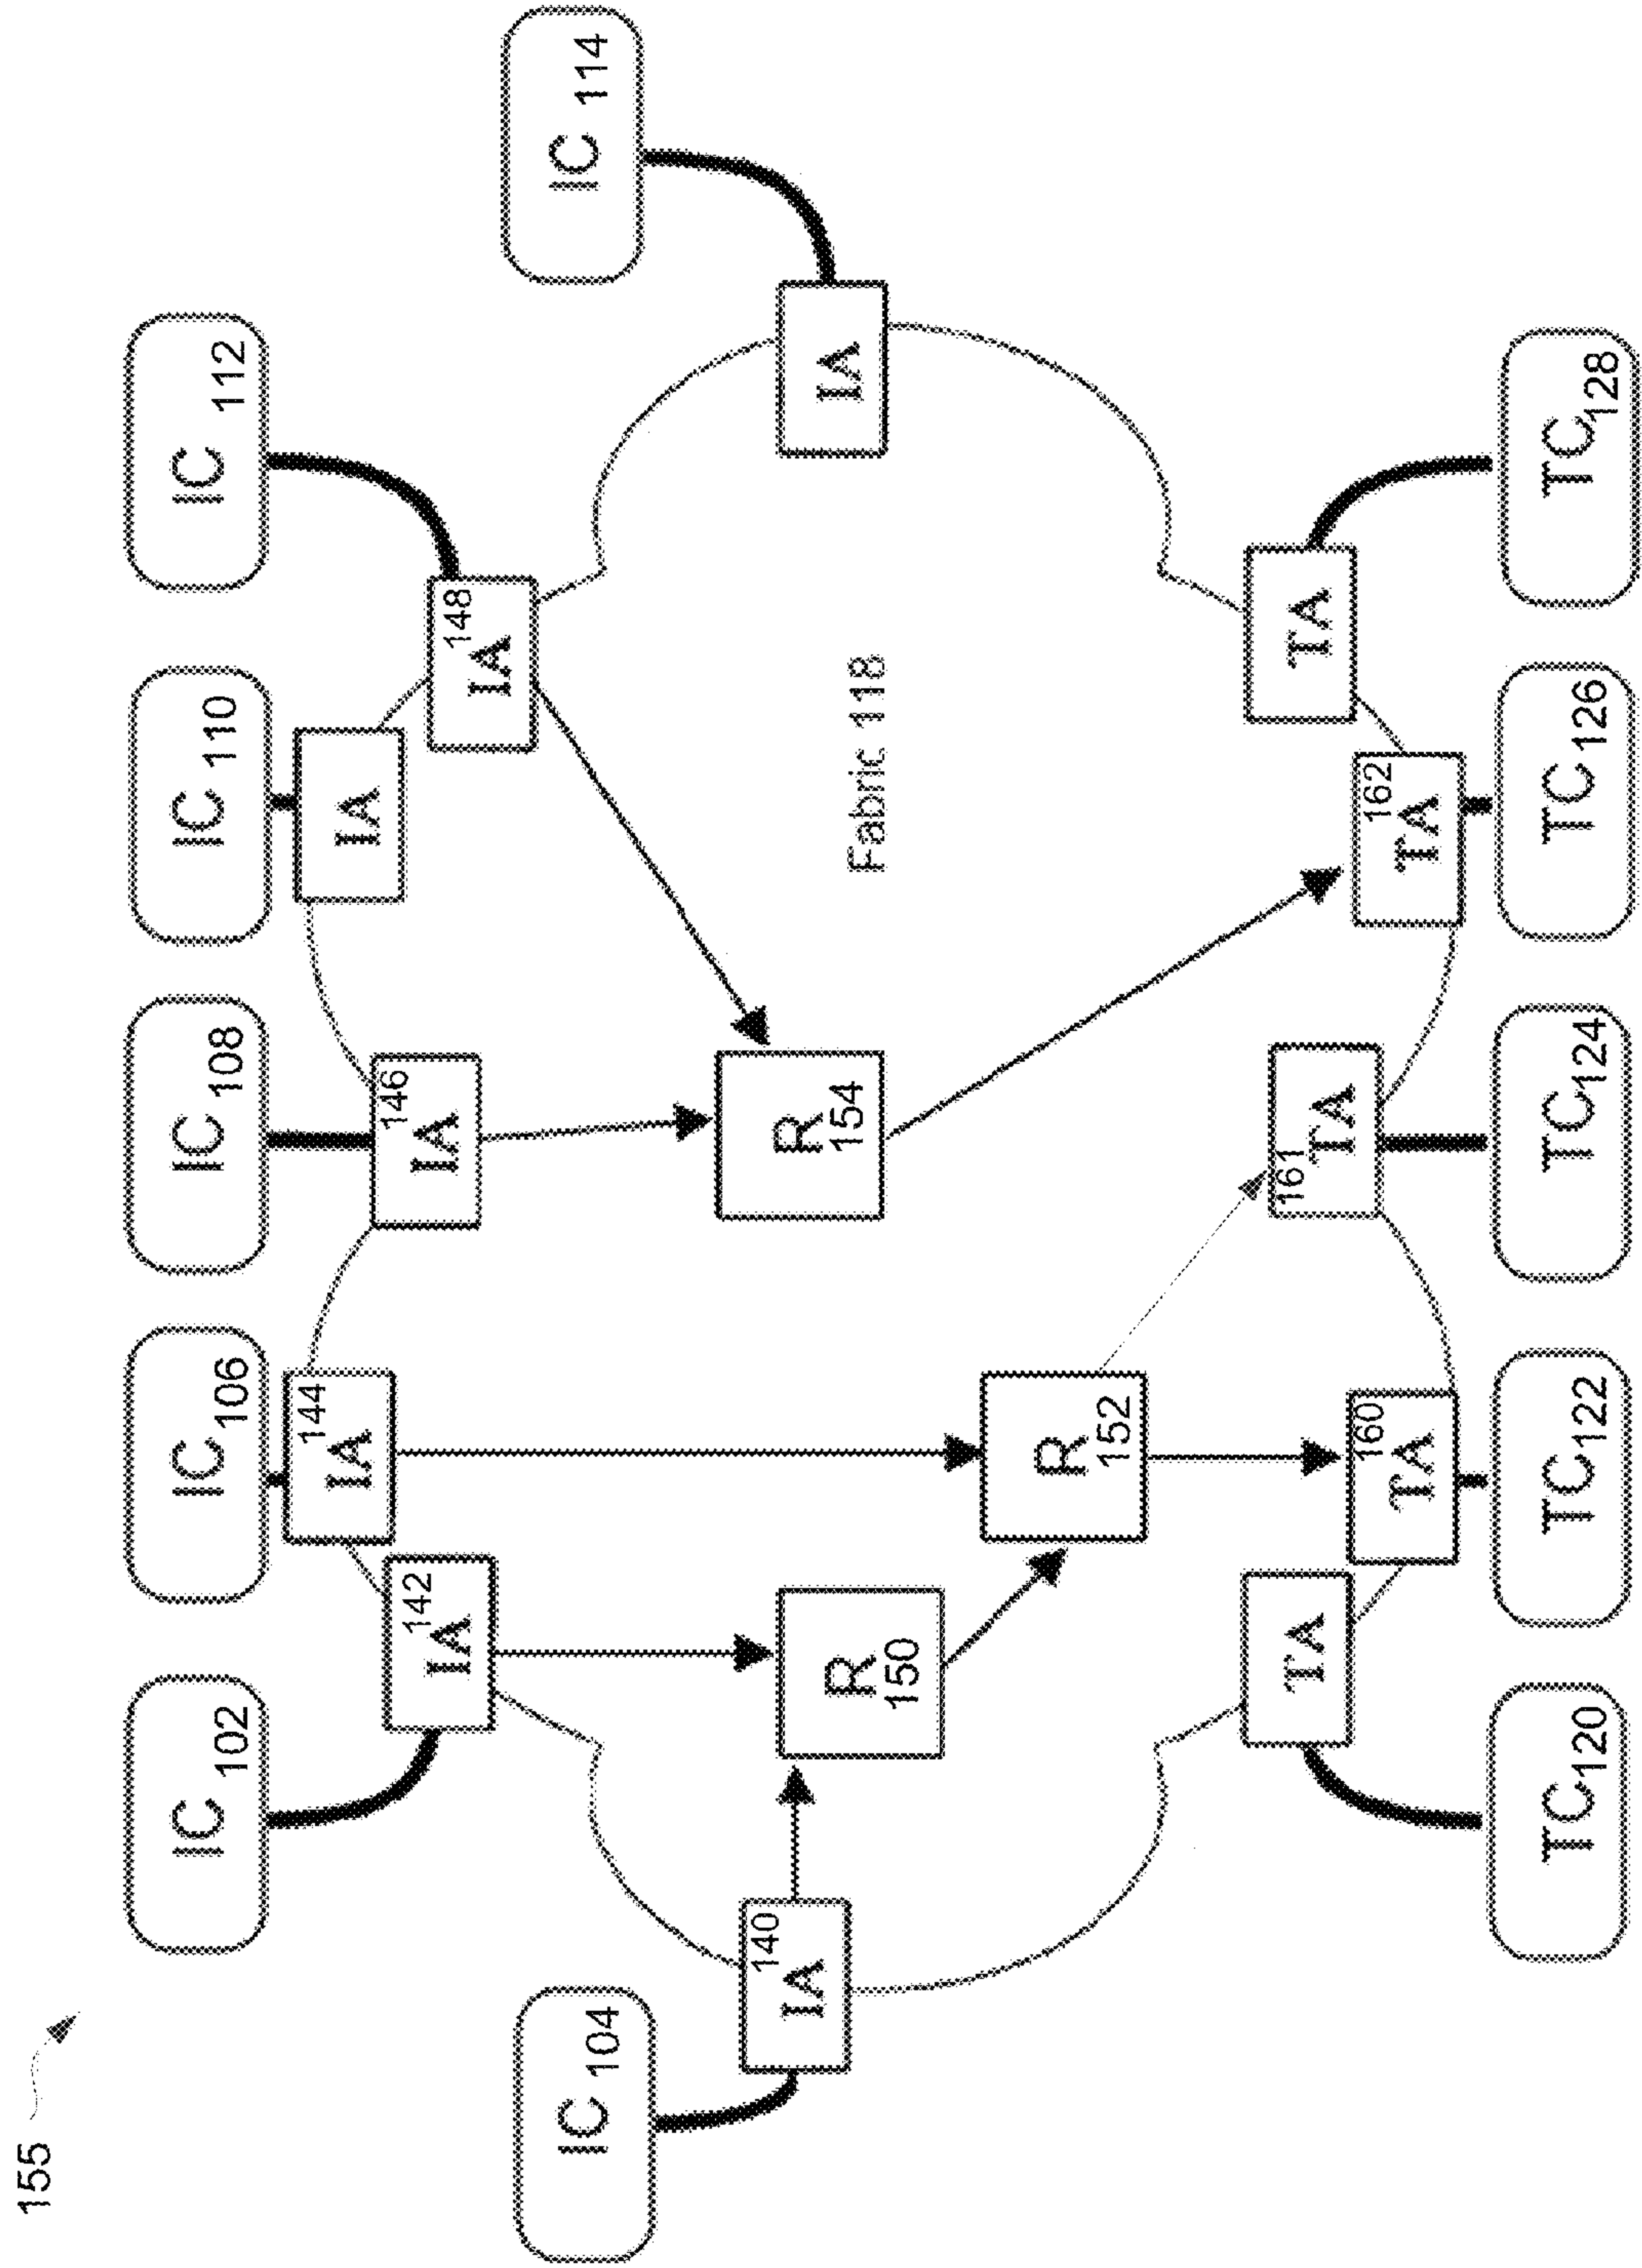 155
IC 104
IC 102
IC 106
IC 108
IC 110
IC 112
IC 114
IA 140
IA 142
IA 144
IA 146
IA
IA 148
IA
R 150
R 152
R 154
Fabric 118
TA
TA 160
161 TA
TA 162
TA
TC 120
TC 122
TC 124
TC 126
TC 128